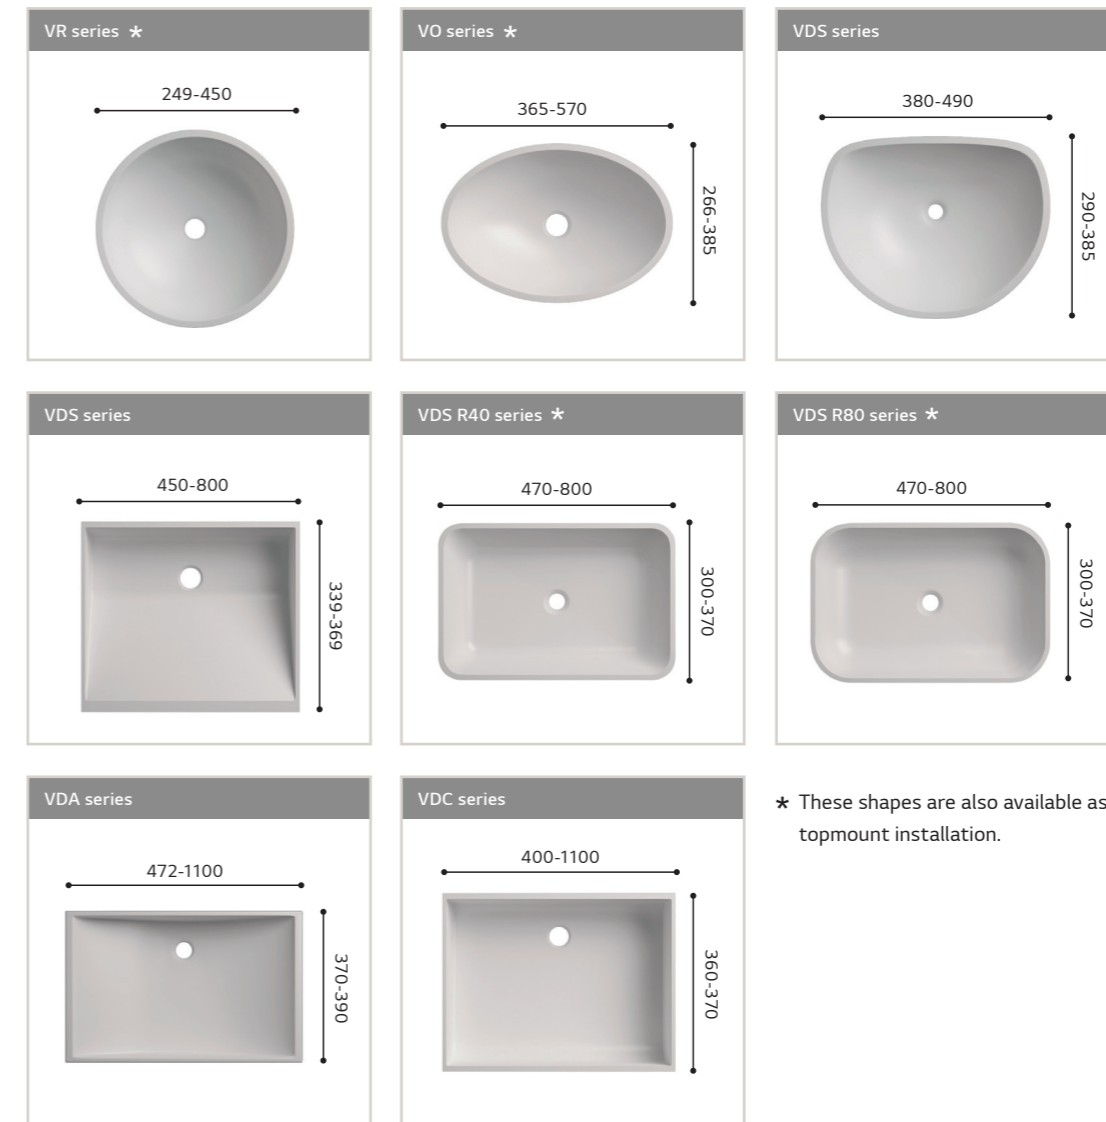 VR series *
249-450
VO series *
365-570
266-385
VDS series
380-490
290-385
VDS series
450-800
339-369
VDS R40 series *
470-800
300-370
VDS R80 series *
470-800
300-370
VDA series
472-1100
370-390
VDC series
400-1100
360-370
* These shapes are also available as
topmount installation.